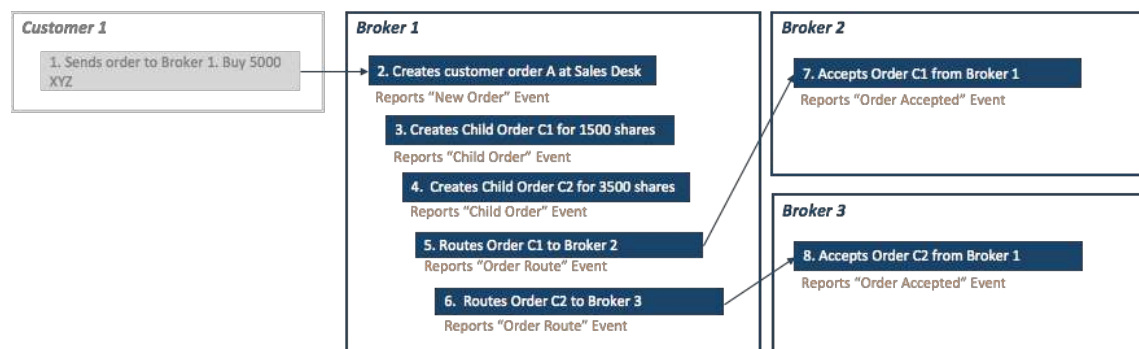 Customer 1
1. Sends order to Broker 1. Buy 5000
XYZ
Broker 1
2. Creates customer order A at Sales Desk
Reports “New Order” Event
3. Creates Child Order C1 for 1500 shares
Reports “Child Order” Event
4. Creates Child Order C2 for 3500 shares
Reports “Child Order” Event
5. Routes Order C1 to Broker 2
Reports “Order Route” Event
6. Routes Order C2 to Broker 3
Reports “Order Route” Event
Broker 2
7. Accepts Order C1 from Broker 1
Reports “Order Accepted” Event
Broker 3
8. Accepts Order C2 from Broker 1
Reports “Order Accepted” Event